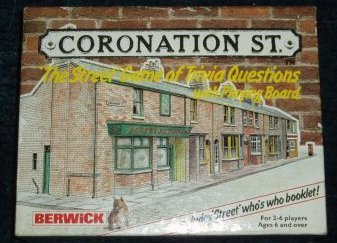 CORONATION ST.
The 'Street' Game of Trivia Questions
with Playing Board
'Street' who's who booklet!
BERWICK
For 2-6 players
Ages 6 and over